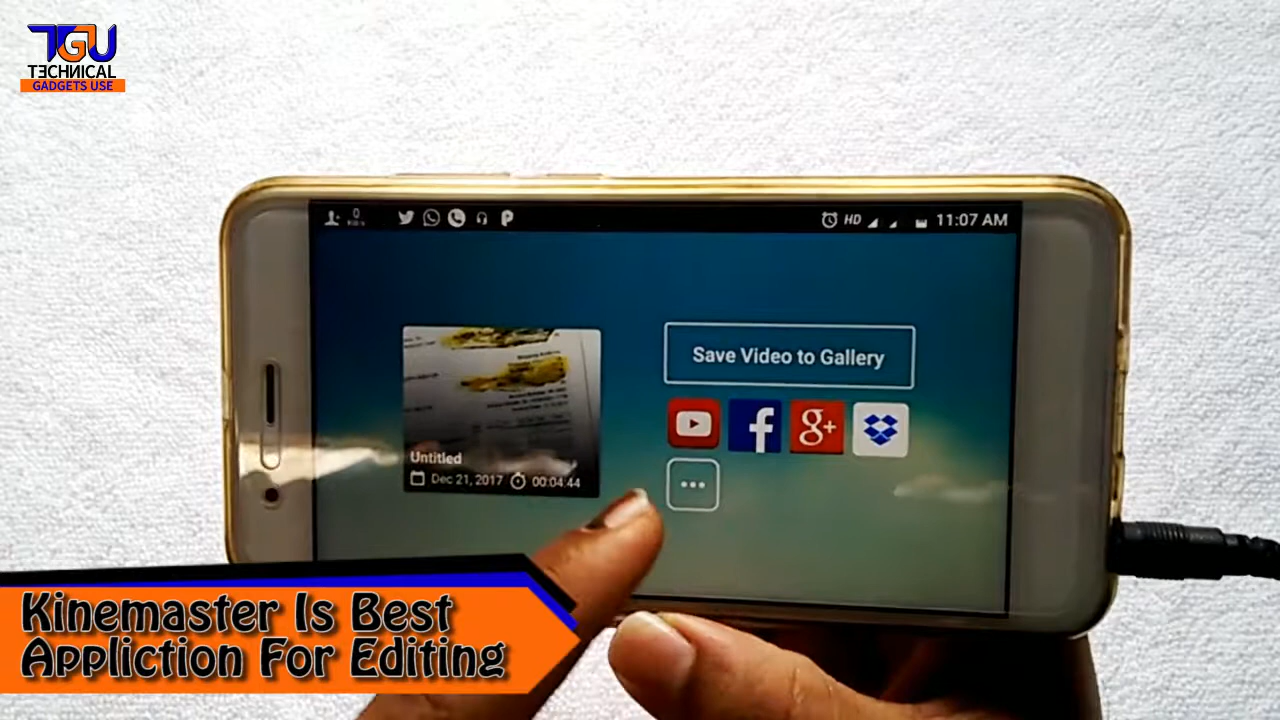 TGU
TECHNICAL
GADGETS USE
0
HD
11:07 AM
Save Video to Gallery
Untitled
Dec 21, 2017 00:04:44
Kinemaster Is Best
Appliction For Editing